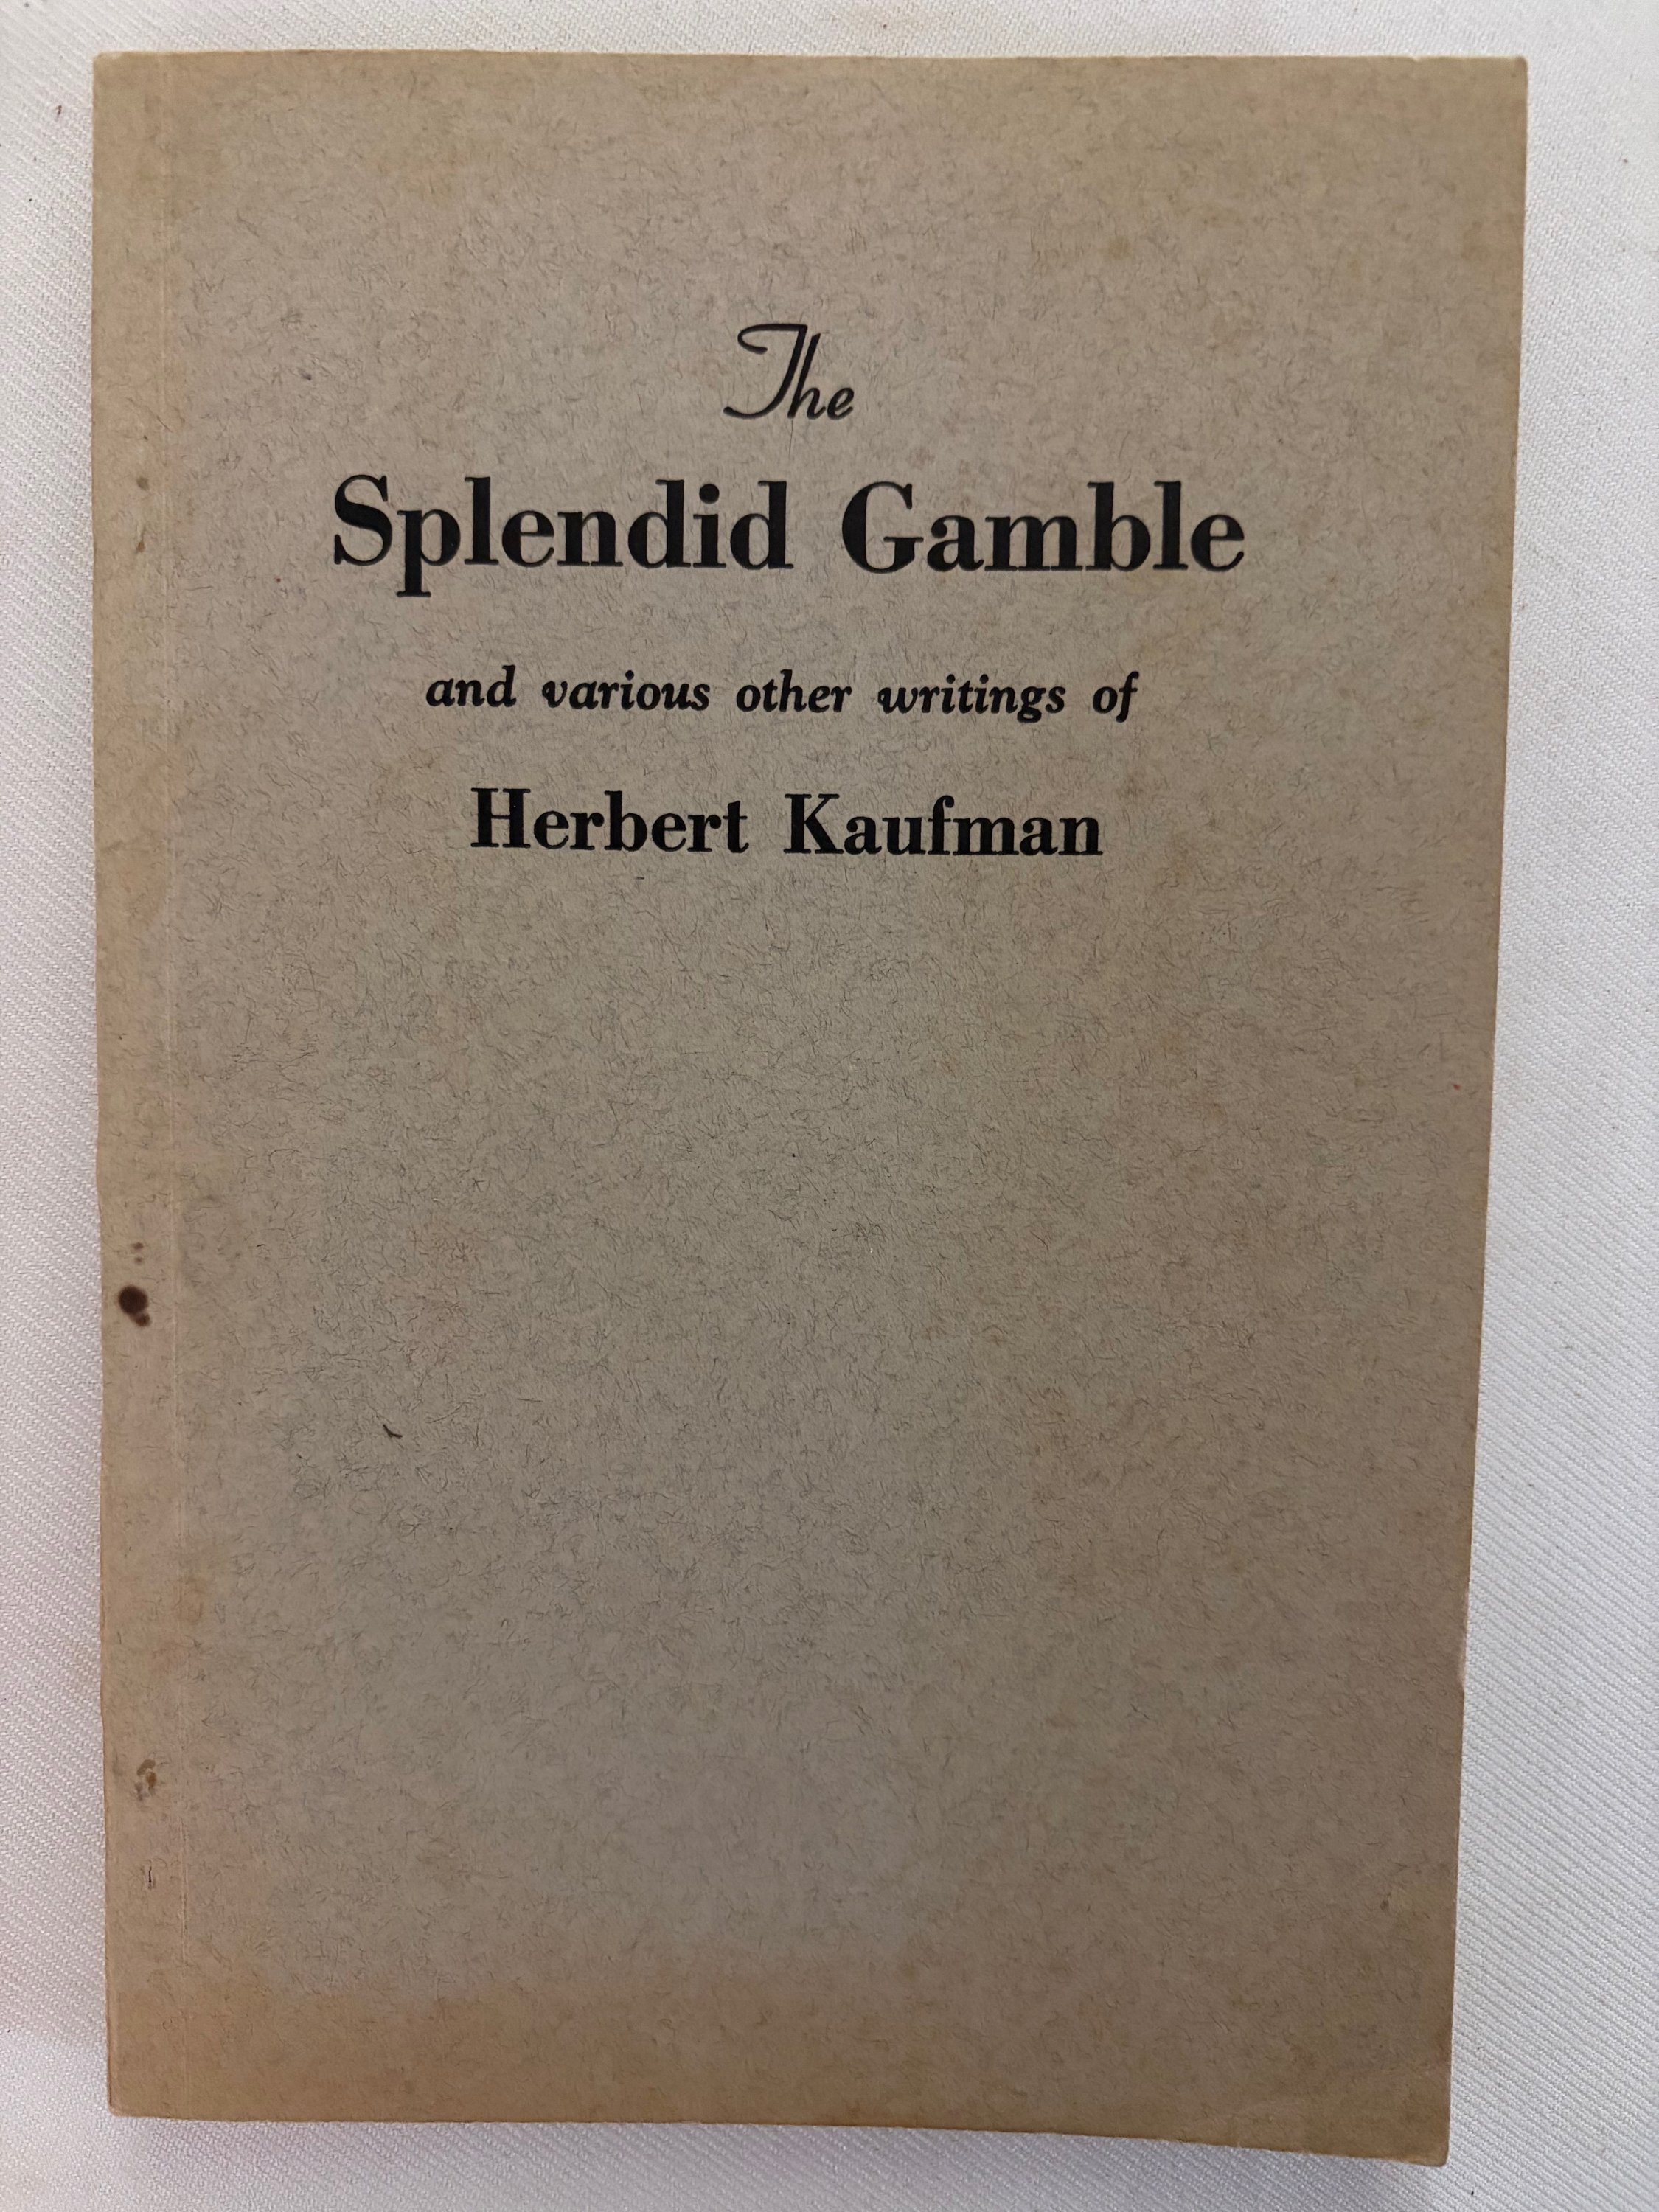 The
Splendid Gamble
and various other writings of
Herbert Kaufman